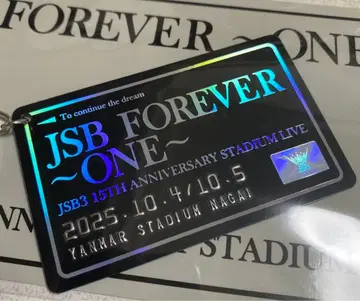 FOREVER ~ONE~
To continue the dream
JSB FOREVER
~ONE~
JSB3 15TH ANNIVERSARY STADIUM LIVE
2025.10.4/10.5
YANMAR STADIUM NAGAI
STADIUM